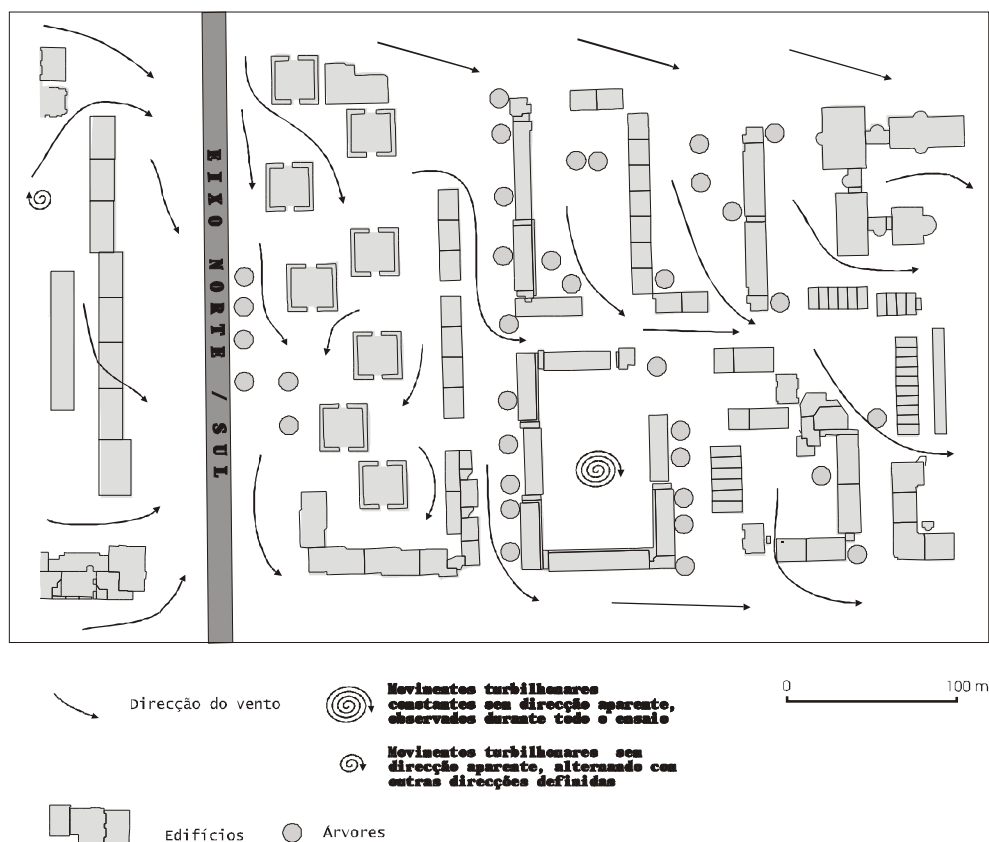 EIXO NORTE / SUL
Direcção do vento
Movimentos turbilhonares
constantes sem direcção aparente,
observados durante todo o ensaio
0 100 m
Movimentos turbilhonares sem
direcção aparente, alternando com
outras direcções definidas
Edifícios
Árvores